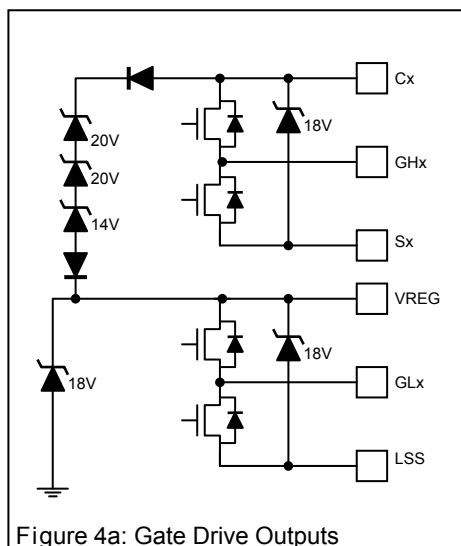 Cx
20V
18V
20V
GHx
14V
Sx
VREG
18V
18V
GLx
LSS
Figure 4a: Gate Drive Outputs